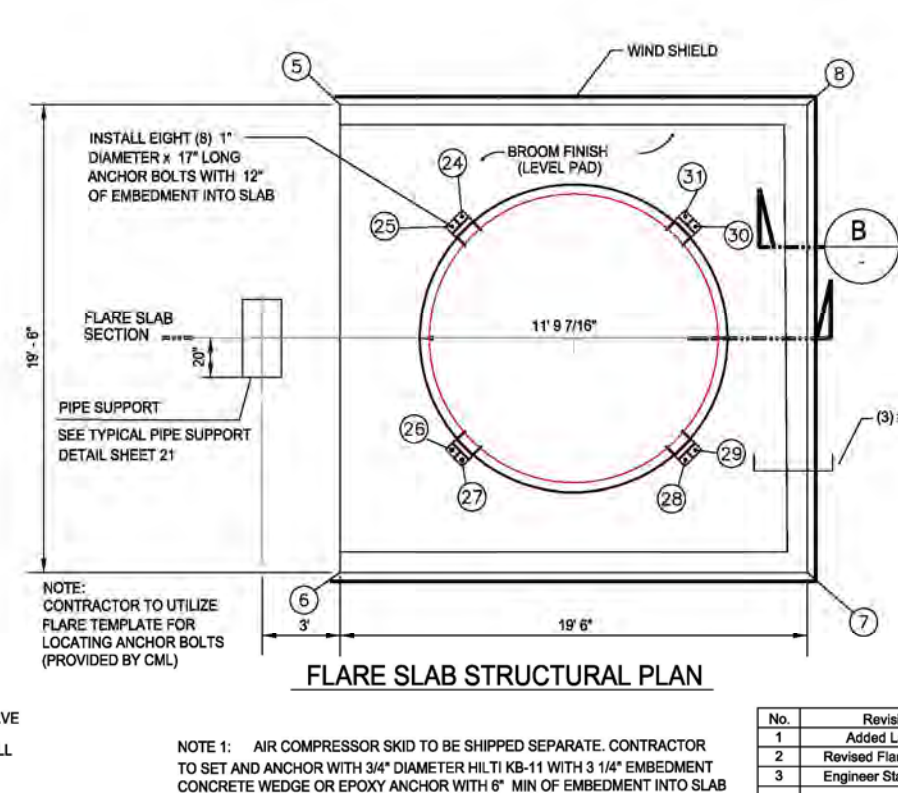 WIND SHIELD
5
8
INSTALL EIGHT (8) 1"
DIAMETER x 17" LONG
ANCHOR BOLTS WITH 12"
OF EMBEDMENT INTO SLAB
24
BROOM FINISH
(LEVEL PAD)
31
25
30
B
-
19' - 6"
FLARE SLAB
SECTION
20"
11' 9 7/16"
PIPE SUPPORT
SEE TYPICAL PIPE SUPPORT
DETAIL SHEET 21
(3)
26
29
27
28
NOTE:
CONTRACTOR TO UTILIZE
FLARE TEMPLATE FOR
LOCATING ANCHOR BOLTS
(PROVIDED BY CML)
6
3'
19' 6"
7
FLARE SLAB STRUCTURAL PLAN
NOTE 1: AIR COMPRESSOR SKID TO BE SHIPPED SEPARATE. CONTRACTOR
TO SET AND ANCHOR WITH 3/4" DIAMETER HILTI KB-11 WITH 3 1/4" EMBEDMENT
CONCRETE WEDGE OR EPOXY ANCHOR WITH 6" MIN OF EMBEDMENT INTO SLAB
No.
1 Added
2 Revised
3 Engineer